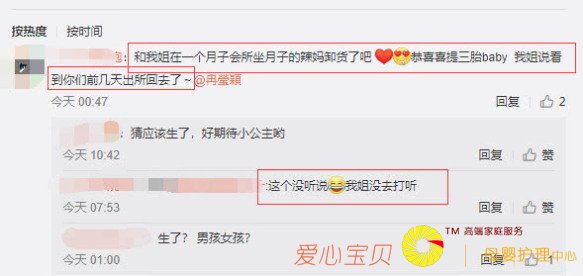 按热度 按时间
：和我姐在一个月子会所坐月子的辣妈卸货了吧 ❤️😍恭喜喜提三胎baby 我姐说看
到你们前几天出所回去了～@冉莹颖
今天 00:47 回复 2
：猜应该生了，好期待小公主哟
今天 10:42 回复 赞
：这个没听说😂我姐没去打听
今天 07:53 回复 赞
生了？ 男孩女孩？
今天 01:00 回复 1
爱心宝贝
TM 高端家庭服务
母婴护理中心